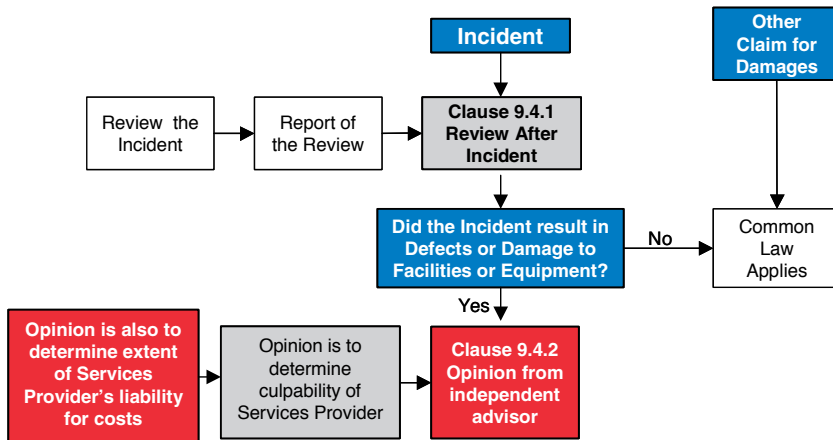 Incident
Other
Claim for
Damages
Review the
Incident
Report of
the Review
Clause 9.4.1
Review After
Incident
Did the Incident result in
Defects or Damage to
Facilities or Equipment?
No
Common
Law
Applies
Yes
Opinion is also to
determine extent
of Services
Provider's liability
for costs
Opinion is to
determine
culpability of
Services Provider
Clause 9.4.2
Opinion from
independent
advisor